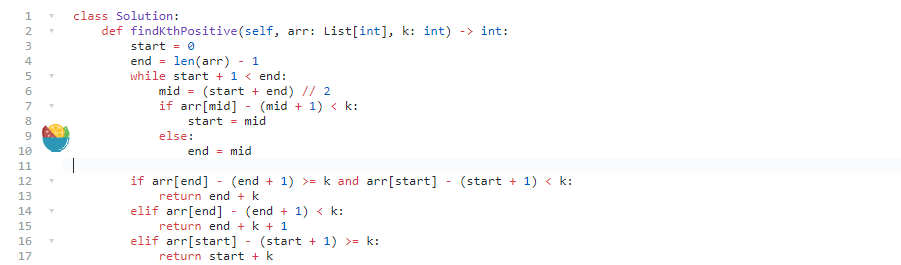 1 class Solution:
2     def findKthPositive(self, arr: List[int], k: int) -> int:
3         start = 0
4         end = len(arr) - 1
5         while start + 1 < end:
6             mid = (start + end) // 2
7             if arr[mid] - (mid + 1) < k:
8                 start = mid
9             else:
10                 end = mid
11
12         if arr[end] - (end + 1) >= k and arr[start] - (start + 1) < k:
13             return end + k
14         elif arr[end] - (end + 1) < k:
15             return end + k + 1
16         elif arr[start] - (start + 1) >= k:
17             return start + k